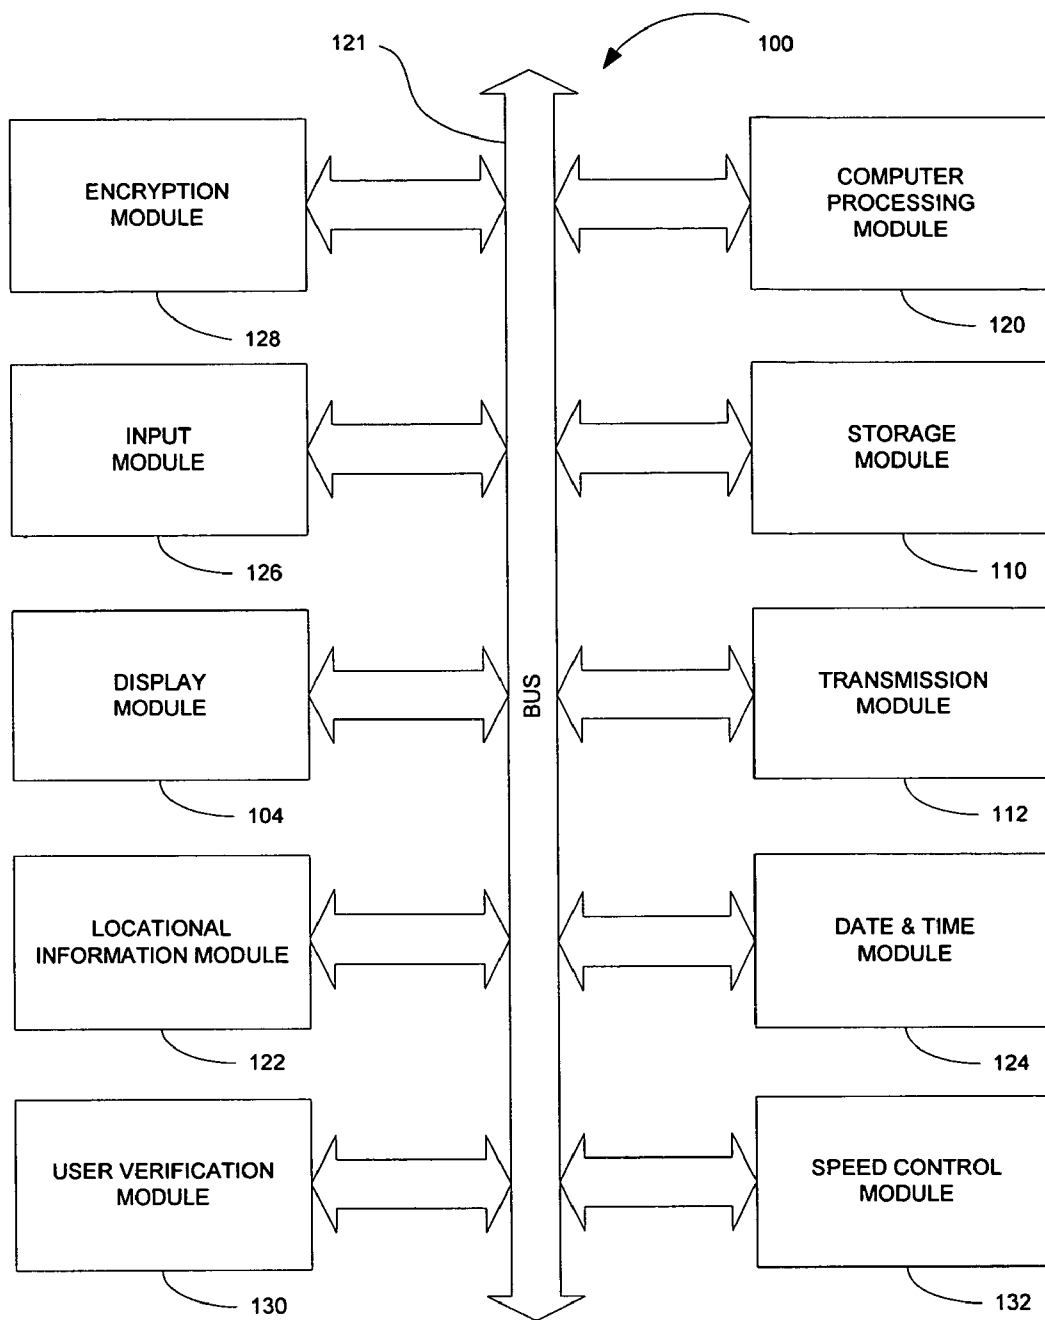 121
100
ENCRYPTION
MODULE
128
COMPUTER
PROCESSING
MODULE
120
INPUT
MODULE
126
STORAGE
MODULE
110
DISPLAY
MODULE
104
BUS
TRANSMISSION
MODULE
112
LOCATIONAL
INFORMATION MODULE
122
DATE & TIME
MODULE
124
USER VERIFICATION
MODULE
130
SPEED CONTROL
MODULE
132